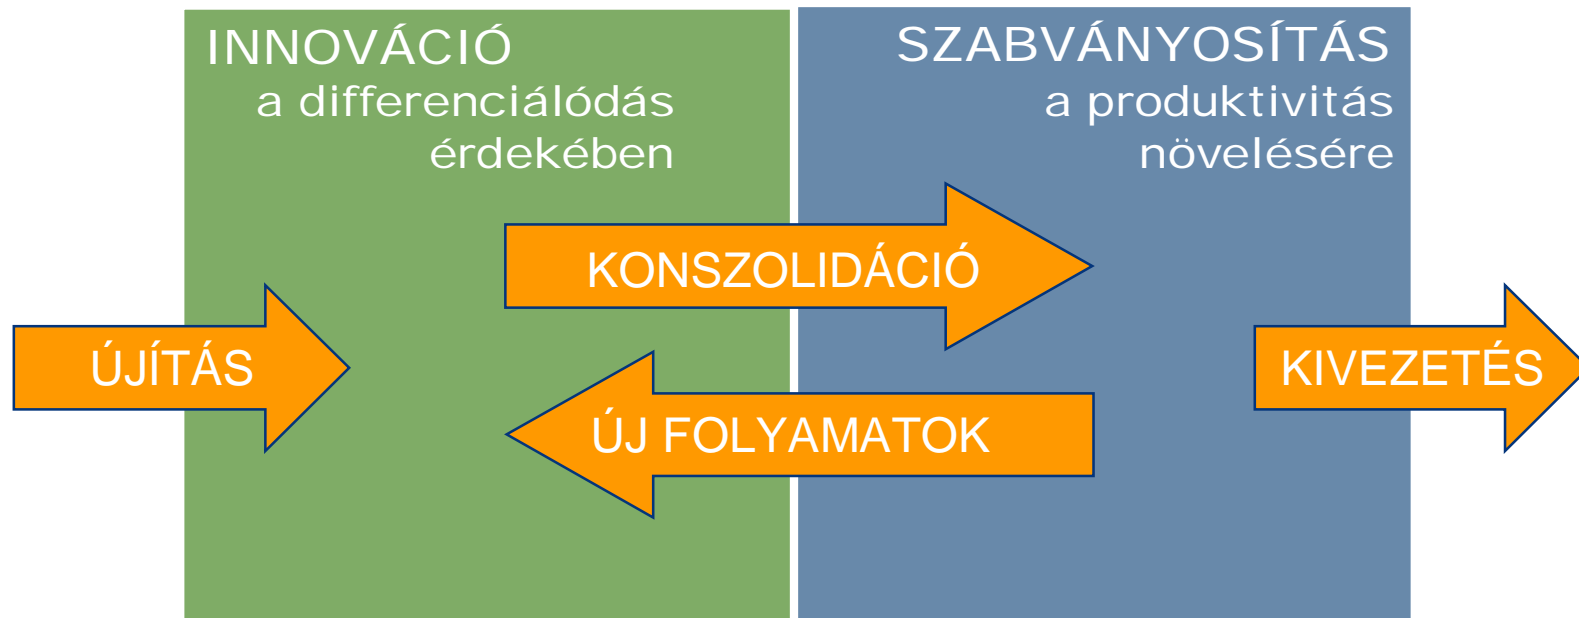 INNOVÁCIÓ
a differenciálódás
érdekében
SZABVÁNYOSÍTÁS
a produktivitás
növelésére
KONSZOLIDÁCIÓ
ÚJÍTÁS
KIVEZETÉS
ÚJ FOLYAMATOK